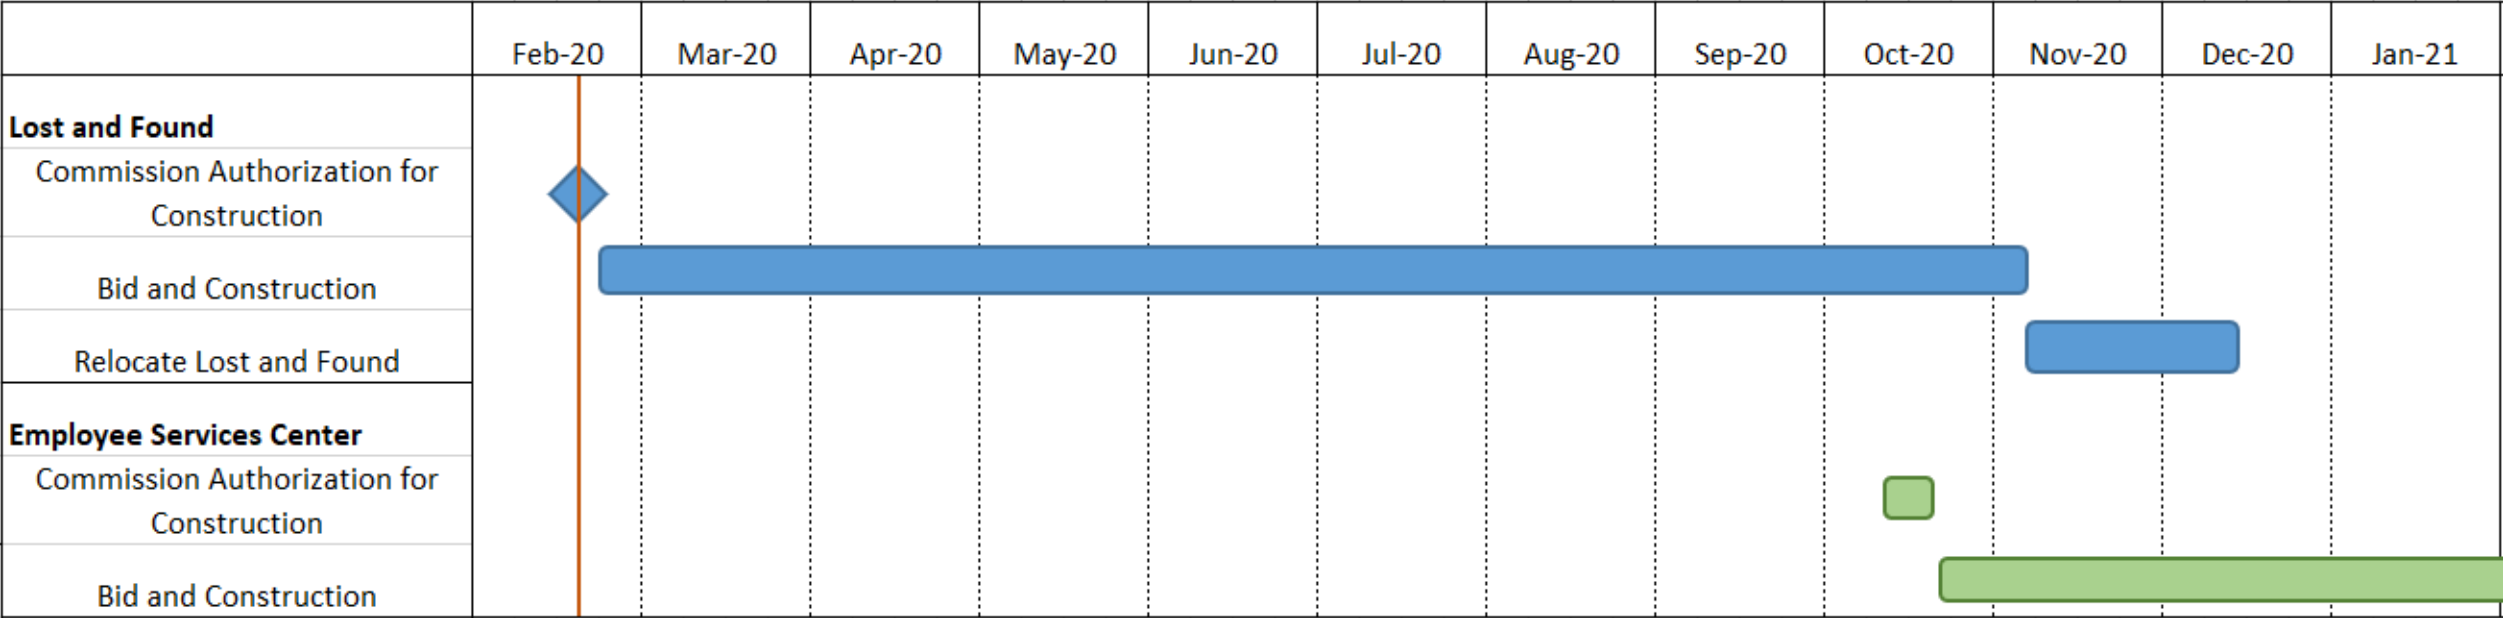 Feb-20 Mar-20 Apr-20 May-20 Jun-20 Jul-20 Aug-20 Sep-20 Oct-20 Nov-20 Dec-20 Jan-21
Lost and Found
Commission Authorization for
Construction
Bid and Construction
Relocate Lost and Found
Employee Services Center
Commission Authorization for
Construction
Bid and Construction